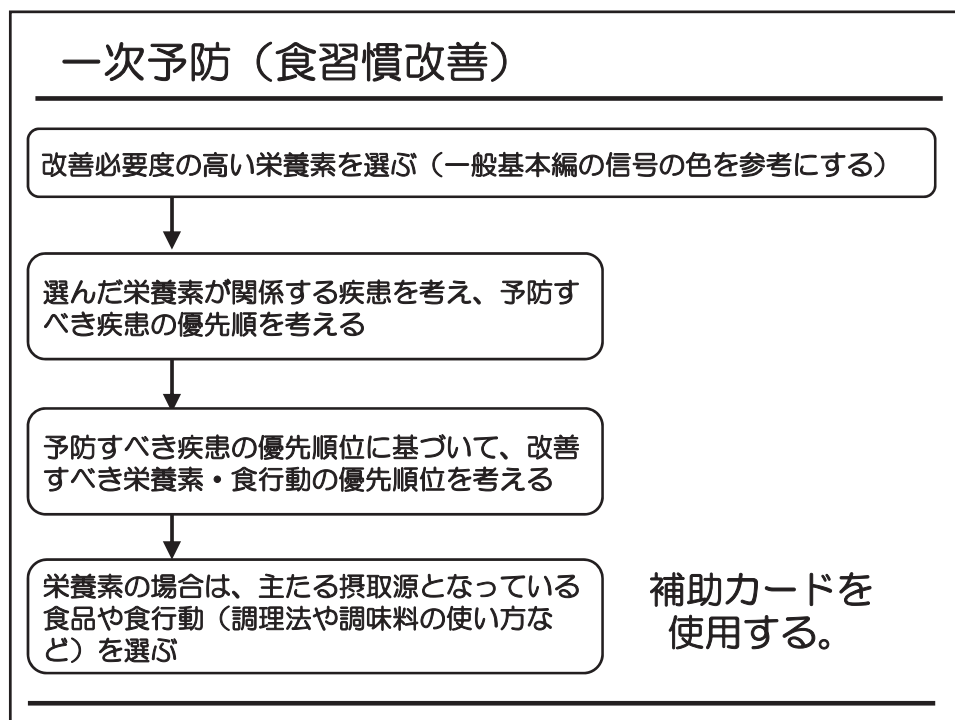 一次予防（食習慣改善）
改善必要度の高い栄養素を選ぶ（一般基本編の信号の色を参考にする）
選んだ栄養素が関係する疾患を考え、予防す
べき疾患の優先順を考える
予防すべき疾患の優先順位に基づいて、改善
すべき栄養素・食行動の優先順位を考える
栄養素の場合は、主たる摂取源となっている
食品や食行動（調理法や調味料の使い方な
ど）を選ぶ
補助カードを
使用する。